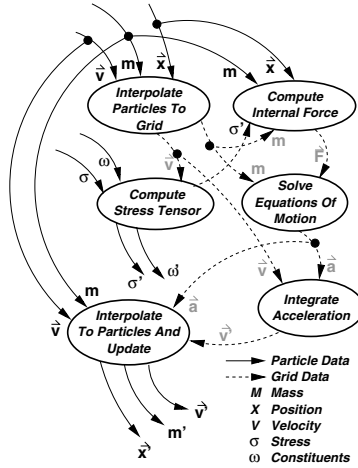 v⃗ m x⃗ m x⃗
Interpolate
Particles To
Grid
Compute
Internal Force
σ' m
v⃗ F⃗
ω
σ
m
Compute
Stress Tensor
Solve
Equations Of
Motion
σ' ω'
v⃗ a⃗
m a⃗
v⃗
Interpolate
To Particles And
Update
Integrate
Acceleration
v⃗'
v⃗'
m'
x⃗'
Particle Data
Grid Data
M Mass
X Position
V Velocity
σ Stress
ω Constituents